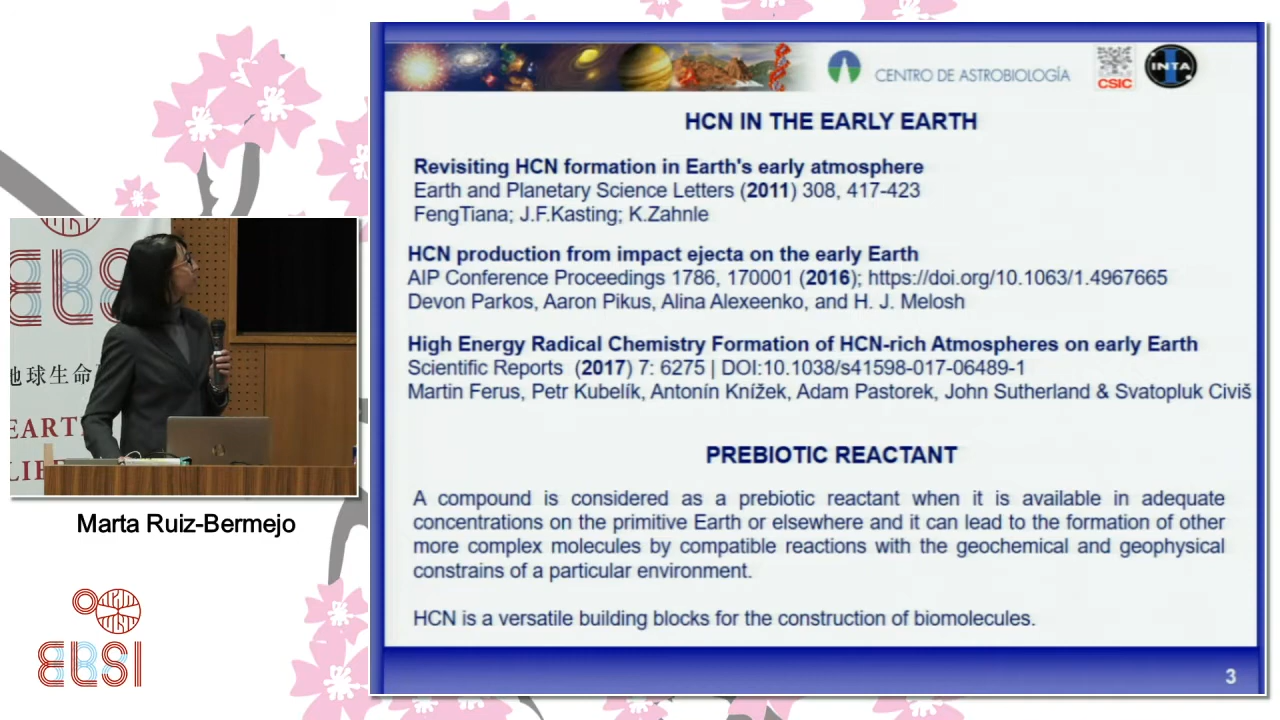 CENTRO DE ASTROBIOLOGÍA
CSIC
INTA
HCN IN THE EARLY EARTH
Revisiting HCN formation in Earth's early atmosphere
Earth and Planetary Science Letters (2011) 308, 417-423
FengTiana; J.F.Kasting; K.Zahnle
HCN production from impact ejecta on the early Earth
AIP Conference Proceedings 1786, 170001 (2016); https://doi.org/10.1063/1.4967665
Devon Parkos, Aaron Pikus, Alina Alexeenko, and H. J. Melosh
High Energy Radical Chemistry Formation of HCN-rich Atmospheres on early Earth
Scientific Reports (2017) 7: 6275 | DOI:10.1038/s41598-017-06489-1
Martin Ferus, Petr Kubelík, Antonín Knížek, Adam Pastorek, John Sutherland & Svatopluk Civiš
PREBIOTIC REACTANT
A compound is considered as a prebiotic reactant when it is available in adequate
concentrations on the primitive Earth or elsewhere and it can lead to the formation of other
more complex molecules by compatible reactions with the geochemical and geophysical
constrains of a particular environment.
HCN is a versatile building blocks for the construction of biomolecules.
3
ELS
地球生命
EART
LI
Marta Ruiz-Bermejo
ELSI